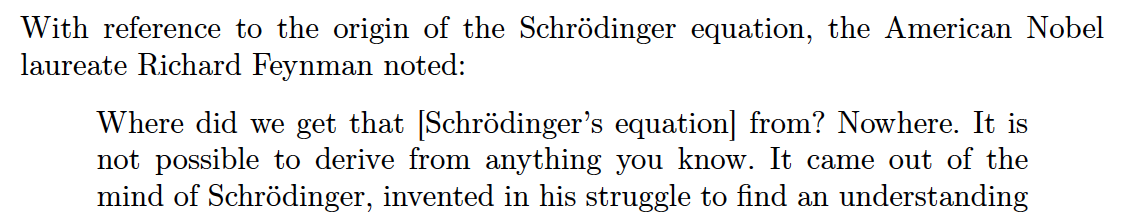 With reference to the origin of the Schrödinger equation, the American Nobel
laureate Richard Feynman noted:
Where did we get that [Schrödinger's equation] from? Nowhere. It is
not possible to derive from anything you know. It came out of the
mind of Schrödinger, invented in his struggle to find an understanding